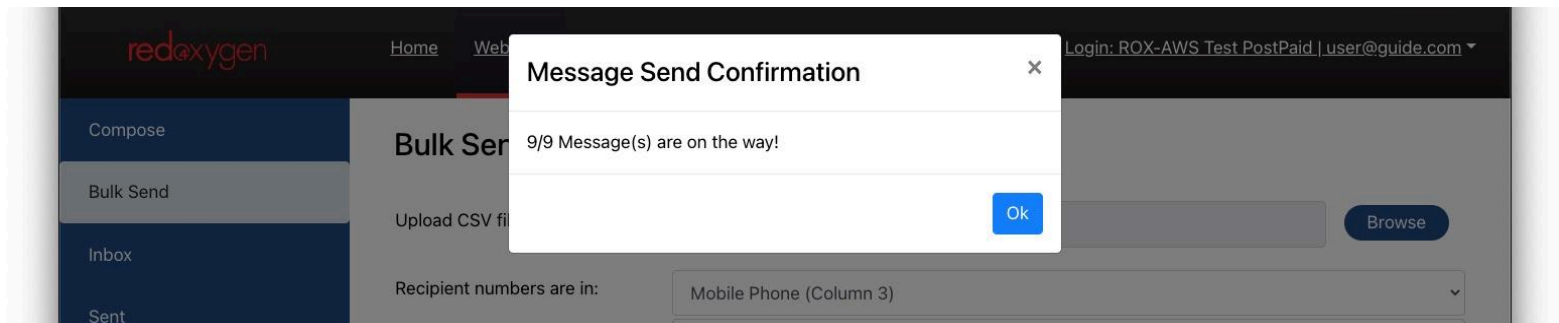 redoxygen
Home Web Login: ROX-AWS Test PostPaid | user@guide.com
Message Send Confirmation ×
9/9 Message(s) are on the way!
Ok
Compose
Bulk Send
Inbox
Sent
Bulk Ser
Upload CSV fil
Browse
Recipient numbers are in:
Mobile Phone (Column 3)